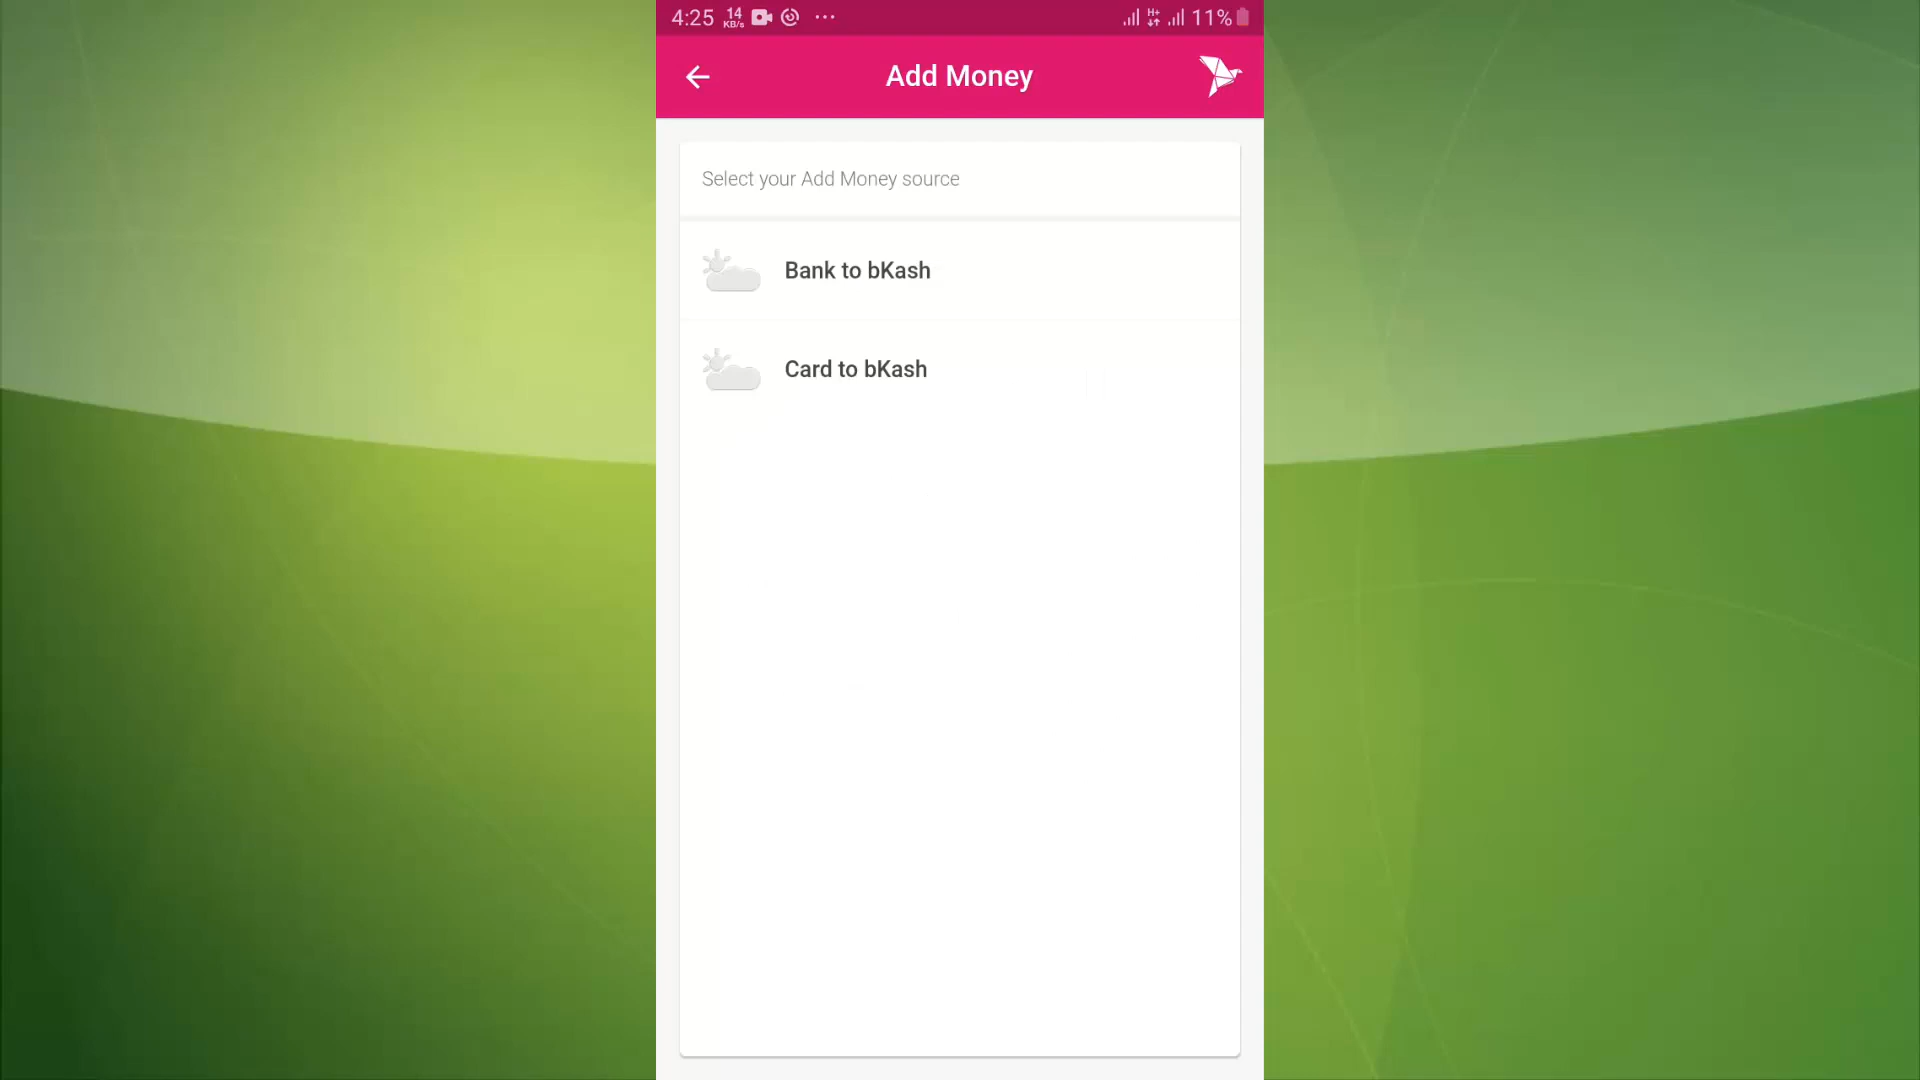 4:25 14 KB/s ... H+ 11%
Add Money
Select your Add Money source
Bank to bKash
Card to bKash